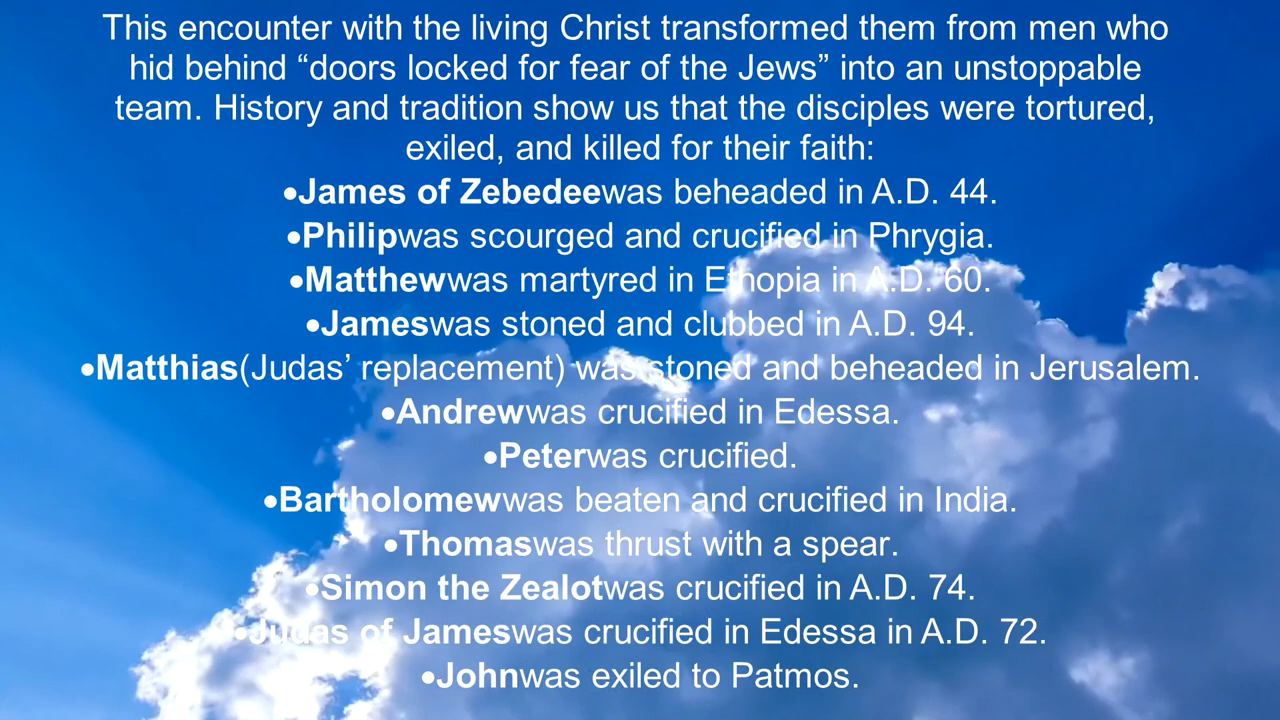 This encounter with the living Christ transformed them from men who
hid behind “doors locked for fear of the Jews” into an unstoppable
team. History and tradition show us that the disciples were tortured,
exiled, and killed for their faith:
•James of Zebedeewas beheaded in A.D. 44.
•Philipwas scourged and crucified in Phrygia.
•Matthewwas martyred in Ethopia in A.D. 60.
•Jameswas stoned and clubbed in A.D. 94.
•Matthias(Judas’ replacement) was stoned and beheaded in Jerusalem.
•Andrewwas crucified in Edessa.
•Peterwas crucified.
•Bartholomewwas beaten and crucified in India.
•Thomaswas thrust with a spear.
•Simon the Zealotwas crucified in A.D. 74.
•Judas of Jameswas crucified in Edessa in A.D. 72.
•Johnwas exiled to Patmos.